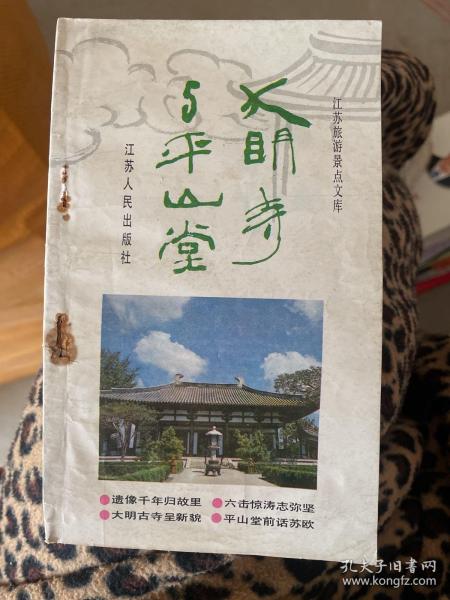 江苏旅游景点文库
大明寺
与平山堂
江苏人民出版社
●遗像千年归故里
●六击惊涛志弥坚
●大明古寺呈新貌
●平山堂前话苏欧
孔夫子旧书网
www.kongfz.com